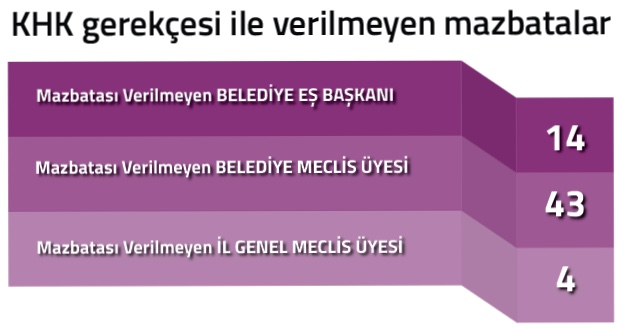 KHK gerekçesi ile verilmeyen mazbatalar
Mazbatası Verilmeyen BELEDİYE EŞ BAŞKANI
14
Mazbatası Verilmeyen BELEDİYE MECLİS ÜYESİ
43
Mazbatası Verilmeyen İL GENEL MECLİS ÜYESİ
4